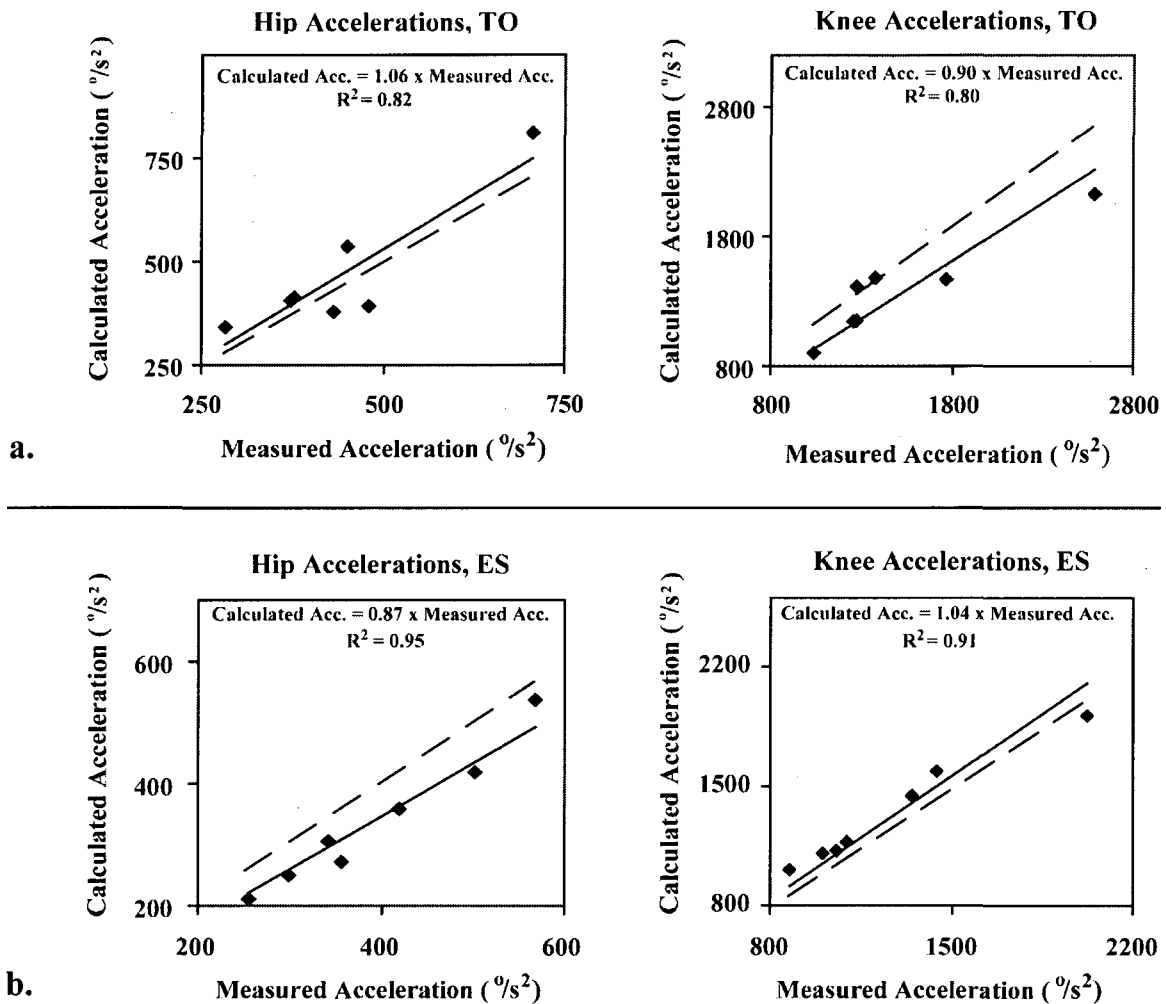 Hip Accelerations, TO
Calculated Acceleration ( °/s²)
Calculated Acc. = 1.06 x Measured Acc.
R² = 0.82
750
500
250
250 500 750
Measured Acceleration ( °/s²)
Knee Accelerations, TO
Calculated Acceleration ( °/s²)
Calculated Acc. = 0.90 x Measured Acc.
R² = 0.80
2800
1800
800
800 1800 2800
Measured Acceleration ( °/s²)
a.
Hip Accelerations, ES
Calculated Acceleration ( °/s²)
Calculated Acc. = 0.87 x Measured Acc.
R² = 0.95
600
400
200
200 400 600
Measured Acceleration ( °/s²)
Knee Accelerations, ES
Calculated Acceleration ( °/s²)
Calculated Acc. = 1.04 x Measured Acc.
R² = 0.91
2200
1500
800
800 1500 2200
Measured Acceleration ( °/s²)
b.